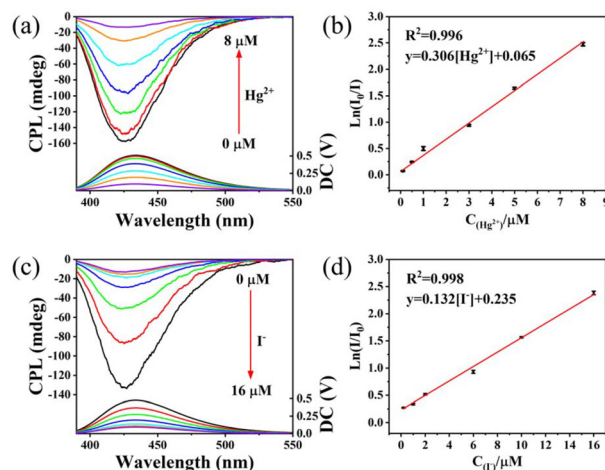 (a)
0
-20
-40
-60
-80
-100
-120
-140
-160
CPL (mdeg)
8 μM
Hg²⁺
0 μM
0.5
0.25
0.00
DC (V)
400
450
500
550
Wavelength (nm)
(b)
3.0
2.5
2.0
1.5
1.0
0.5
0.0
Ln(I₀/I)
R²=0.996
y=0.306[Hg²⁺]+0.065
0 1 2 3 4 5 6 7 8 9
C(Hg²⁺)/μM
(c)
0
-20
-40
-60
-80
-100
-120
-140
CPL (mdeg)
0 μM
I⁻
16 μM
0.5
0.25
0.00
DC (V)
400
450
500
550
Wavelength (nm)
(d)
3.0
2.5
2.0
1.5
1.0
0.5
0.0
Ln(I/I₀)
R²=0.998
y=0.132[I⁻]+0.235
0 2 4 6 8 10 12 14 16
C(I⁻)/μM